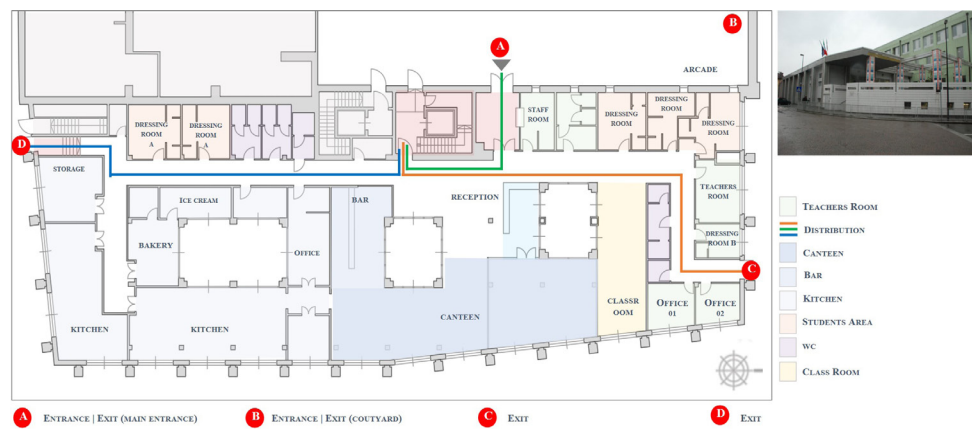 B
A
ARCADE
STAFF
ROOM
DRESSING
ROOM
A
DRESSING
ROOM
A
DRESSING
ROOM
DRESSING
ROOM
DRESSING
ROOM
D
STORAGE
TEACHERS
ROOM
ICE CREAM
BAR
RECEPTION
BAKERY
OFFICE
DRESSING
ROOM B
C
KITCHEN
KITCHEN
CANTEEN
CLASSR
OOM
OFFICE
01
OFFICE
02
TEACHERS ROOM
DISTRIBUTION
CANTEEN
BAR
KITCHEN
STUDENTS AREA
WC
CLASS ROOM
A ENTRANCE | EXIT (MAIN ENTRANCE)
B ENTRANCE | EXIT (COUTYARD)
C EXIT
D EXIT